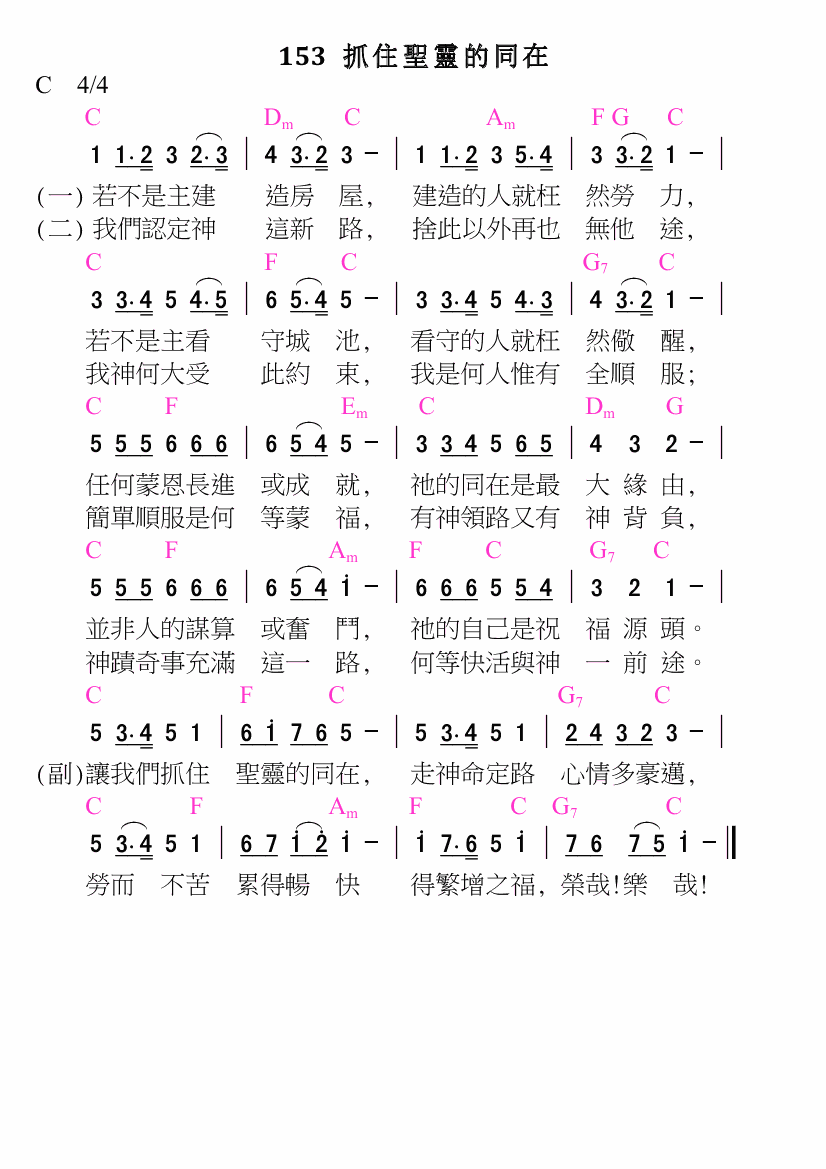 153 抓住聖靈的同在
C 4/4
C Dm C Am F G C
1 1·2 3 2·3 | 4 3·2 3 - | 1 1·2 3 5·4 | 3 3·2 1 - |
(一) 若不是主建 造房 屋, 建造的人就枉 然勞 力,
(二) 我們認定神 這新 路, 捨此以外再也 無他 途,
C F C G7 C
3 3·4 5 4·5 | 6 5·4 5 - | 3 3·4 5 4·3 | 4 3·2 1 - |
若不是主看 守城 池, 看守的人就枉 然儆 醒,
我神何大受 此約 束, 我是何人惟有 全順 服;
C F Em C Dm G
5 5 5 6 6 6 | 6 5 4 5 - | 3 3 4 5 6 5 | 4 3 2 - |
任何蒙恩長進 或成 就, 祂的同在是最 大 緣 由,
簡單順服是何 等蒙 福, 有神領路又有 神 背 負,
C F Am F C G7 C
5 5 5 6 6 6 | 6 5 4 i - | 6 6 6 5 5 4 | 3 2 1 - |
並非人的謀算 或奮 鬥, 祂的自己是祝 福 源 頭。
神蹟奇事充滿 這一 路, 何等快活與神 一 前 途。
C F C G7 C
5 3·4 5 1 | 6 i 7 6 5 - | 5 3·4 5 1 | 2 4 3 2 3 - |
(副)讓我們抓住 聖靈的同在, 走神命定路 心情多豪邁,
C F Am F C G7 C
5 3·4 5 1 | 6 7 i 2̇ i - | i 7·6 5 i | 7 6 7 5 i - ‖
勞而 不苦 累得暢 快 得繁增之福, 榮哉!樂 哉!